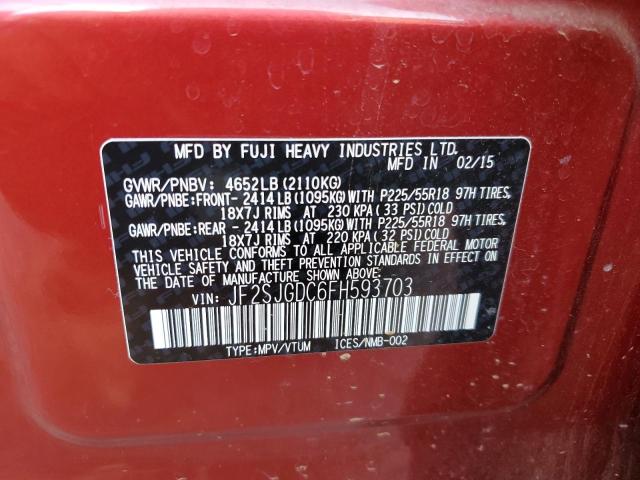 MFD BY FUJI HEAVY INDUSTRIES LTD.
MFD IN 02/15
GVWR/PNBV: 4652LB(2110KG)
GAWR/PNBE:FRONT- 2414LB(1095KG)WITH P225/55R18 97H TIRES,
18X7J RIMS AT 230 KPA(33 PSI)COLD
GAWR/PNBE:REAR - 2414LB(1095KG)WITH P225/55R18 97H TIRES,
18X7J RIMS AT 220 KPA(32 PSI)COLD
THIS VEHICLE CONFORMS TO ALL APPLICABLE FEDERAL MOTOR
VEHICLE SAFETY AND THEFT PREVENTION STANDARDS IN EFFECT ON
THE DATE OF MANUFACTURE SHOWN ABOVE.
VIN: JF2SJGDC6FH593703
TYPE:MPV/VTUM ICES/NMB-002